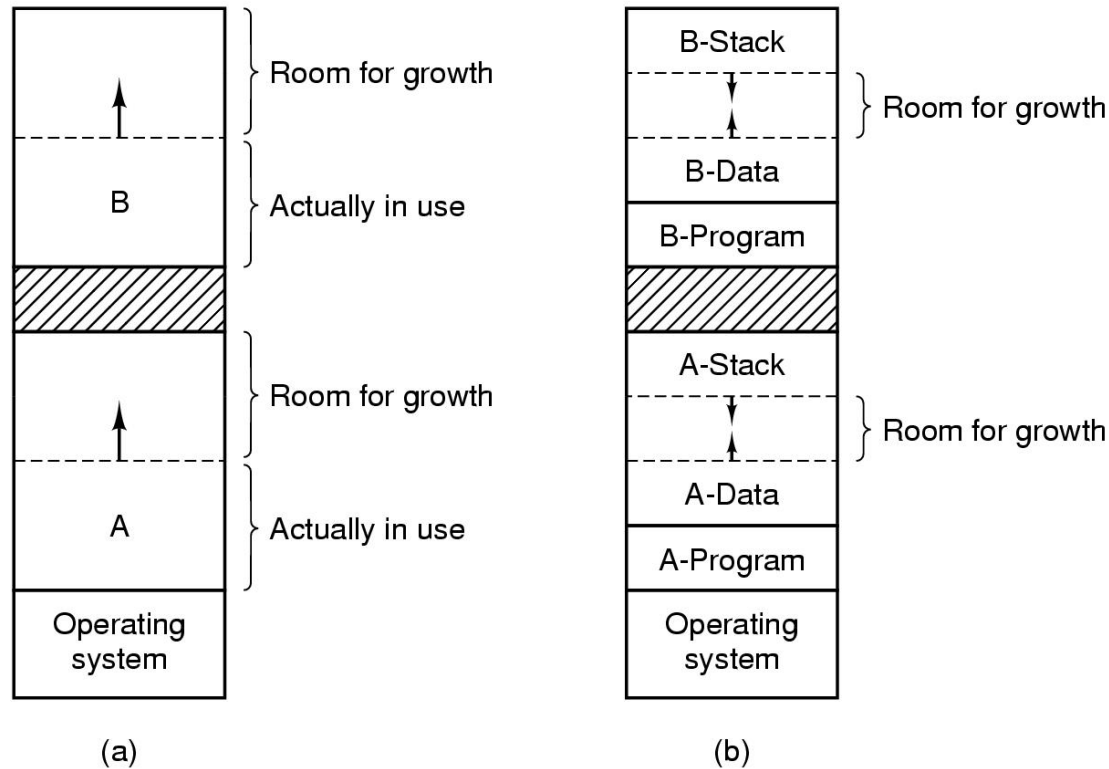 Room for growth
B
Actually in use
Room for growth
A
Actually in use
Operating
system
(a)
B-Stack
Room for growth
B-Data
B-Program
A-Stack
Room for growth
A-Data
A-Program
Operating
system
(b)